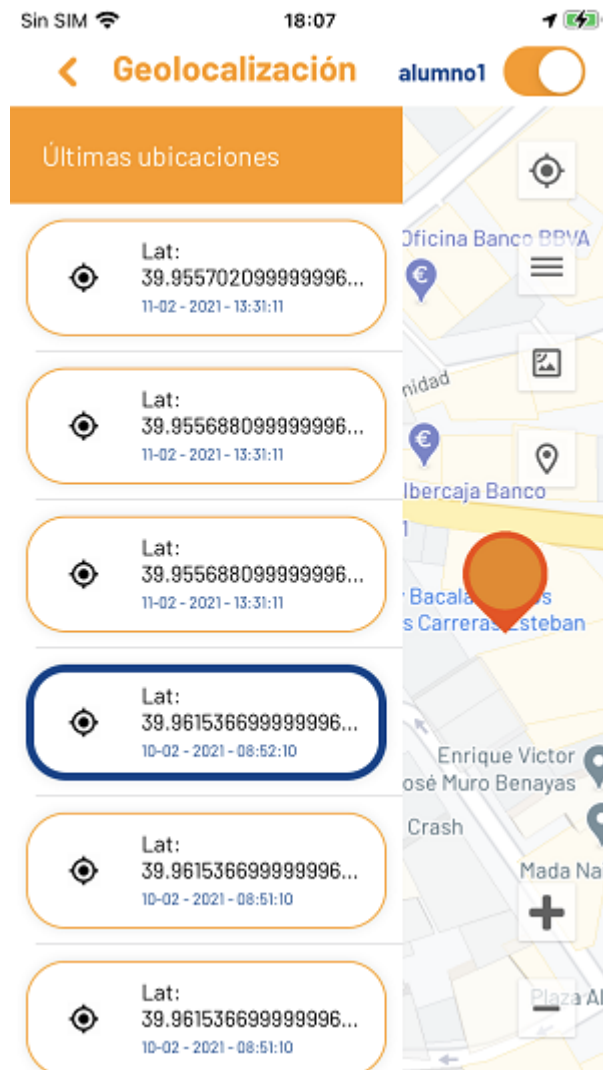 Sin SIM 18:07
Geolocalización alumno1
Últimas ubicaciones
Lat:
39.955702099999996...
11-02 - 2021 - 13:31:11
Lat:
39.955688099999996...
11-02 - 2021 - 13:31:11
Lat:
39.955688099999996...
11-02 - 2021 - 13:31:11
Lat:
39.961536699999996...
10-02 - 2021 - 08:52:10
Lat:
39.961536699999996...
10-02 - 2021 - 08:51:10
Lat:
39.961536699999996...
10-02 - 2021 - 08:51:10
Oficina Banco BBVA
€
nidad
€
Ibercaja Banco
1
s Carreras Esteban
Enrique Victor
osé Muro Benayas
Crash
Mada Na
Plaza Al